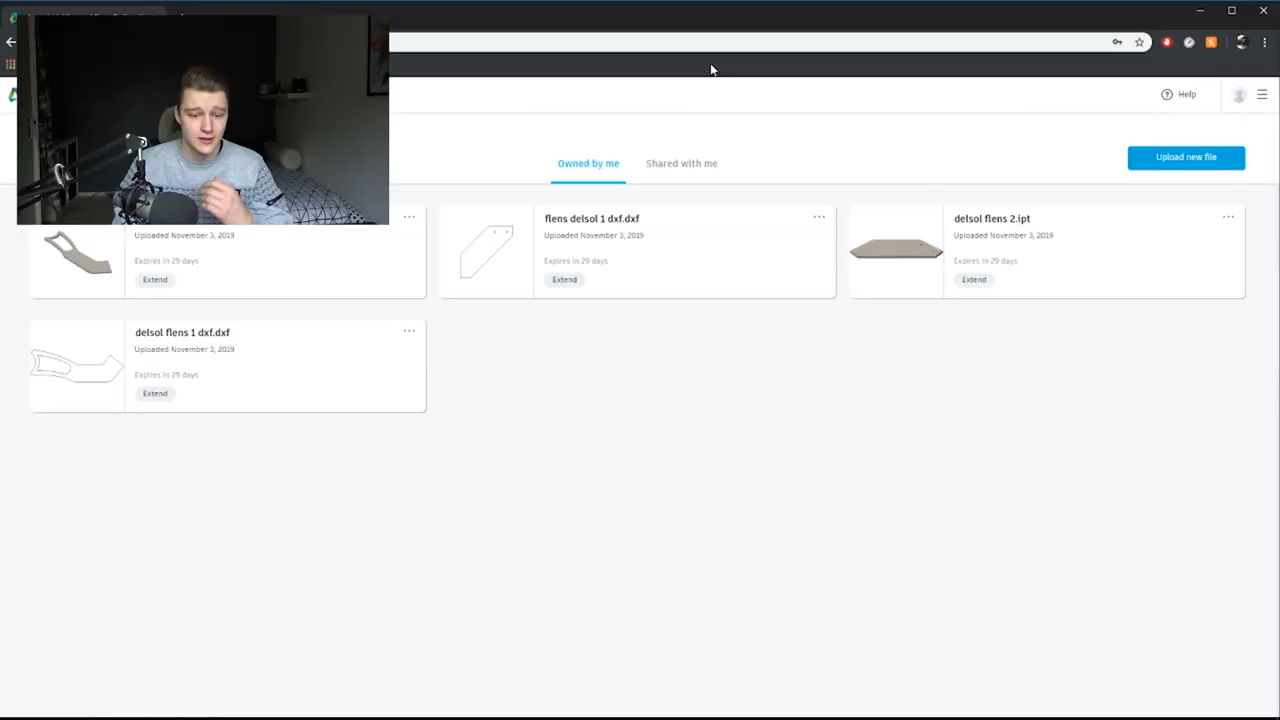 Help
Owned by me
Shared with me
Upload new file
Uploaded November 3, 2019
Expires in 29 days
Extend
flens delsol 1 dxf.dxf
Uploaded November 3, 2019
Expires in 29 days
Extend
delsol flens 2.ipt
Uploaded November 3, 2019
Expires in 29 days
Extend
delsol flens 1 dxf.dxf
Uploaded November 3, 2019
Expires in 29 days
Extend